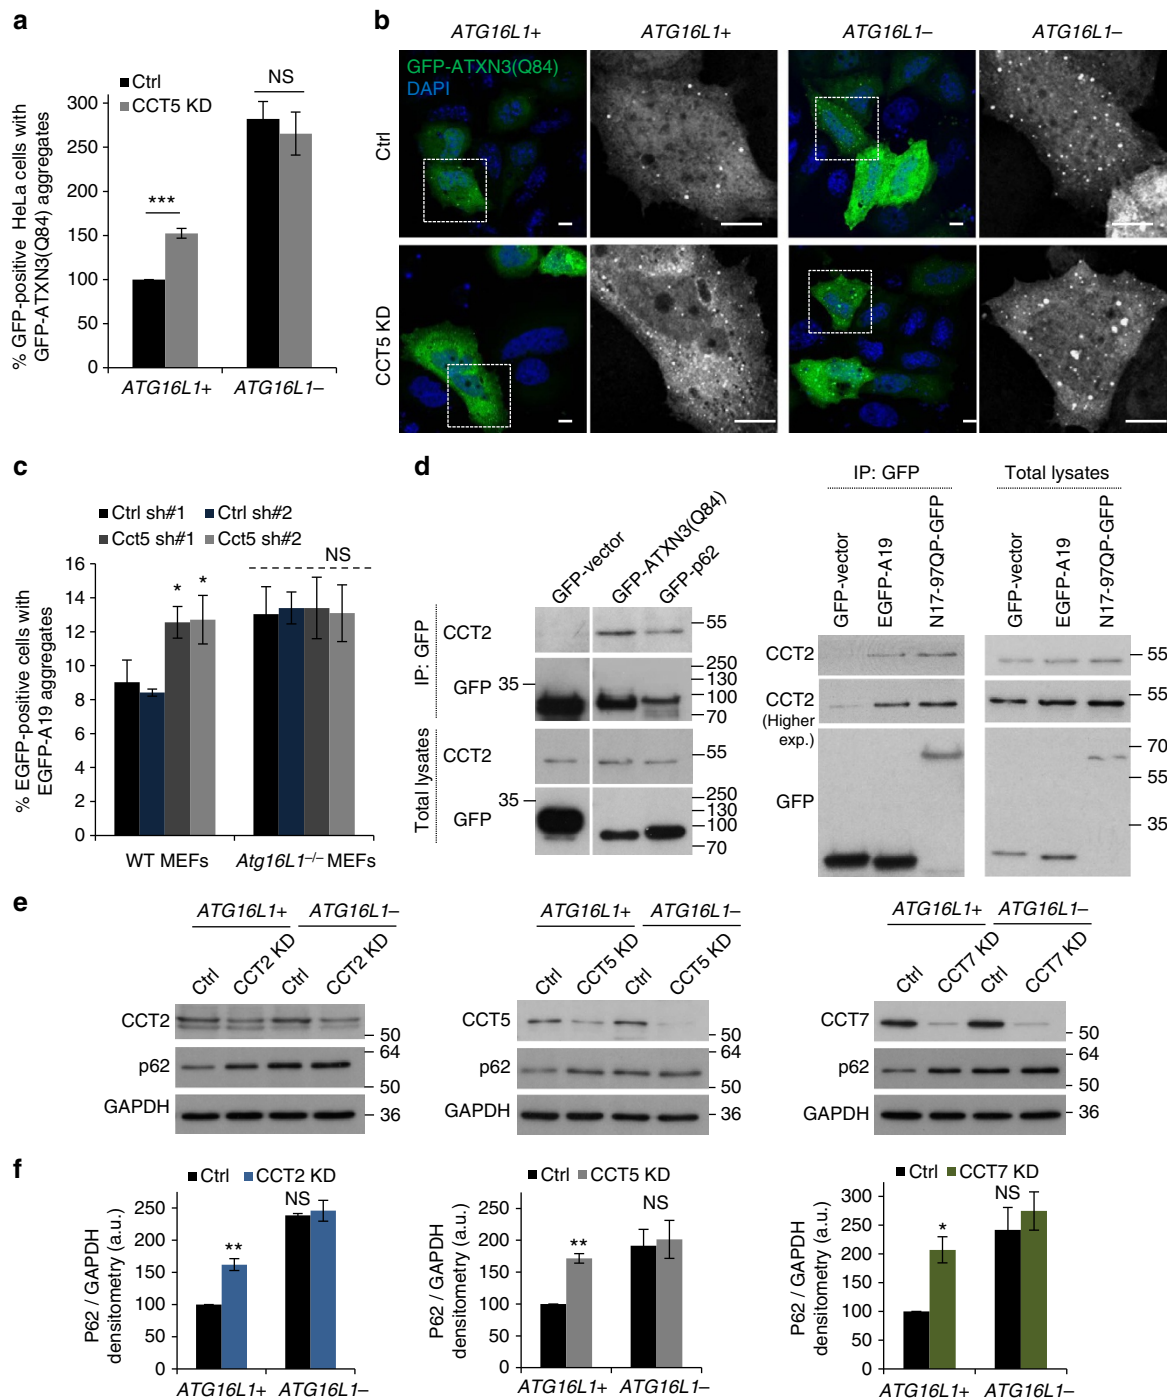 a
Ctrl
CCT5 KD
% GFP-positive HeLa cells with
GFP-ATXN3(Q84) aggregates
300
250
200
150
100
50
0
***
NS
ATG16L1+
ATG16L1–
b
ATG16L1+
ATG16L1+
ATG16L1–
ATG16L1–
Ctrl
CCT5 KD
GFP-ATXN3(Q84)
DAPI
c
Ctrl sh#1
Ctrl sh#2
Cct5 sh#1
Cct5 sh#2
% EGFP-positive cells with
EGFP-A19 aggregates
16
14
12
10
8
6
4
2
0
*
*
NS
WT MEFs
Atg16L1–/– MEFs
d
GFP-vector
GFP-ATXN3(Q84)
GFP-p62
IP: GFP
CCT2
55
GFP
35
250
130
100
70
Total lysates
CCT2
55
GFP
35
250
130
100
70
IP: GFP
Total lysates
GFP-vector
EGFP-A19
N17-97QP-GFP
GFP-vector
EGFP-A19
N17-97QP-GFP
CCT2
55
CCT2
(Higher
exp.)
55
GFP
70
55
35
e
ATG16L1+
ATG16L1–
Ctrl
CCT2 KD
Ctrl
CCT2 KD
CCT2
50
p62
64
50
GAPDH
36
ATG16L1+
ATG16L1–
Ctrl
CCT5 KD
Ctrl
CCT5 KD
CCT5
50
p62
64
50
GAPDH
36
ATG16L1+
ATG16L1–
Ctrl
CCT7 KD
Ctrl
CCT7 KD
CCT7
50
p62
64
50
GAPDH
36
f
Ctrl
CCT2 KD
P62 / GAPDH
densitometry (a.u.)
250
200
150
100
50
0
**
NS
ATG16L1+
ATG16L1–
Ctrl
CCT5 KD
P62 / GAPDH
densitometry (a.u.)
250
200
150
100
50
0
**
NS
ATG16L1+
ATG16L1–
Ctrl
CCT7 KD
P62 / GAPDH
densitometry (a.u.)
300
250
200
150
100
50
0
*
NS
ATG16L1+
ATG16L1–